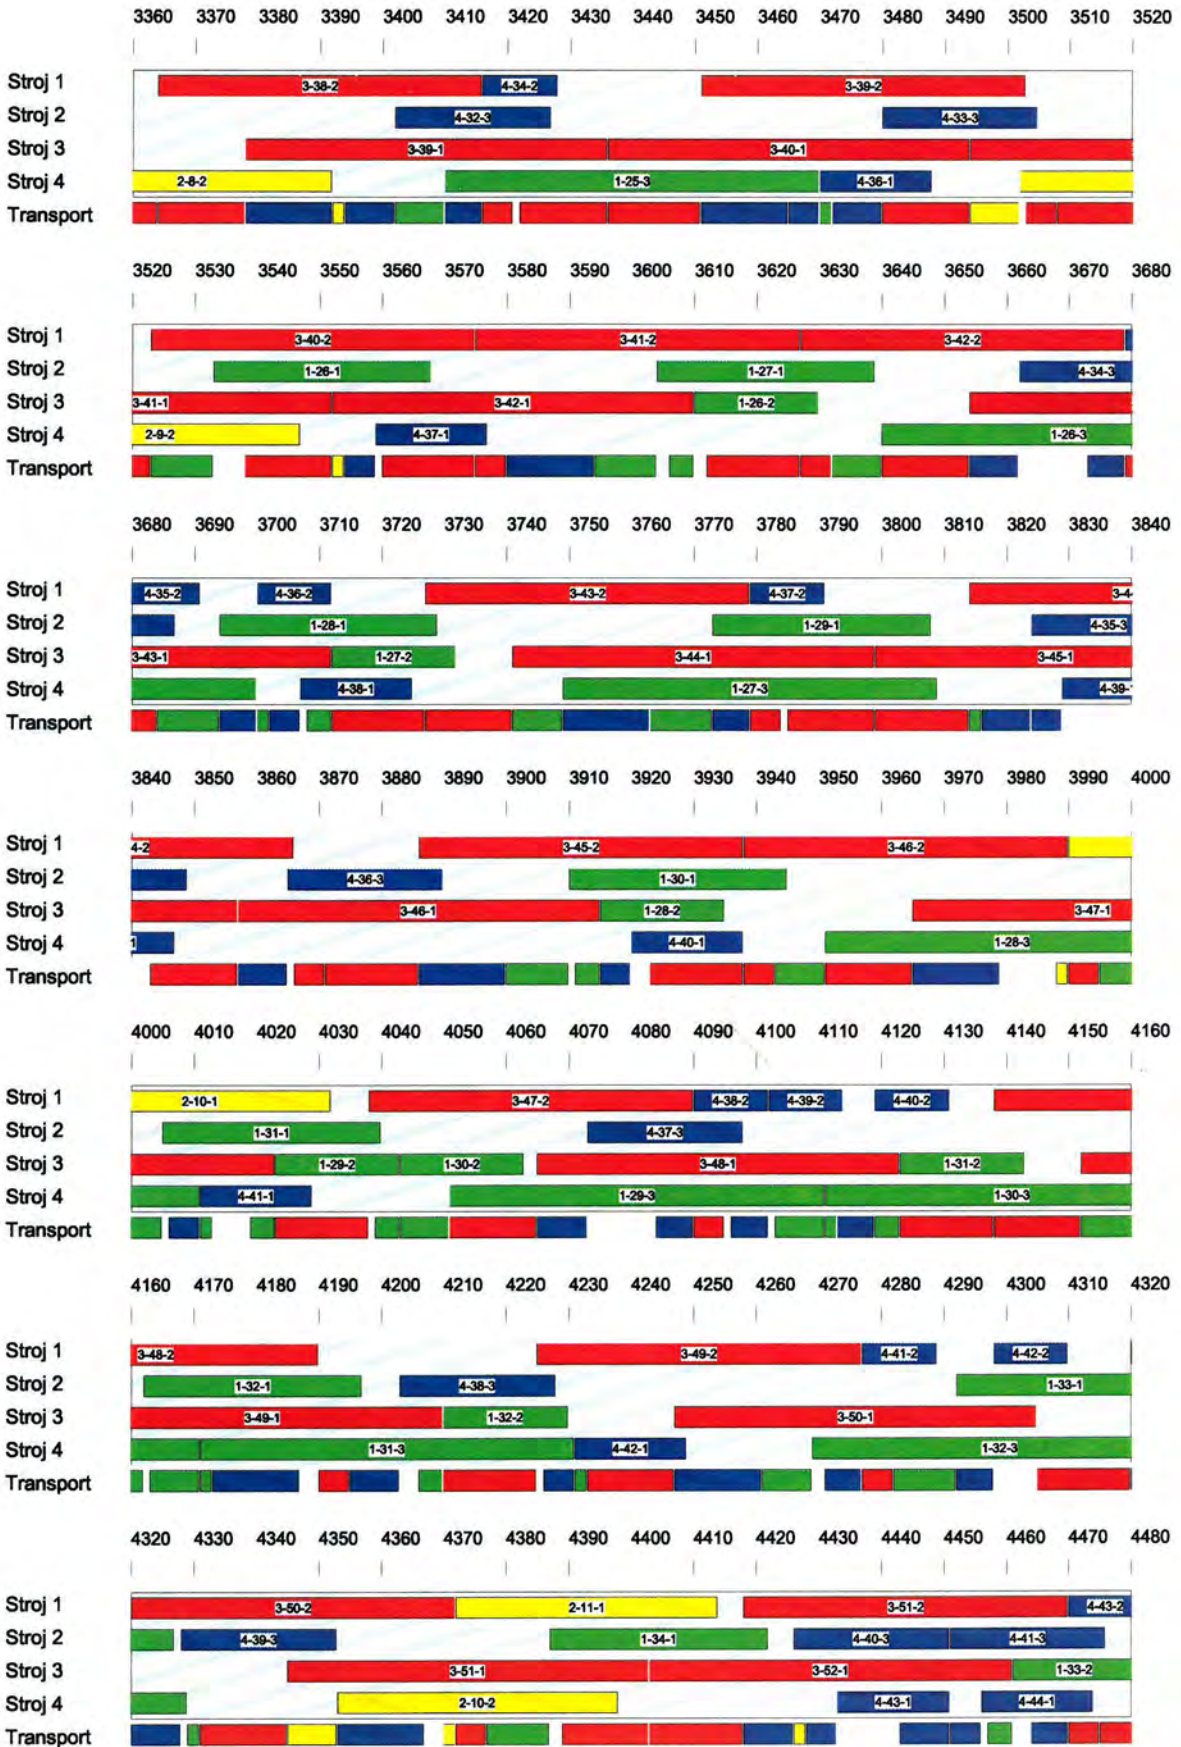 3360 3370 3380 3390 3400 3410 3420 3430 3440 3450 3460 3470 3480 3490 3500 3510 3520
Stroj 1 3-38-2 4-34-2 3-39-2
Stroj 2 4-32-3 4-33-3
Stroj 3 3-39-1 3-40-1
Stroj 4 2-8-2 1-25-3 4-36-1
Transport
3520 3530 3540 3550 3560 3570 3580 3590 3600 3610 3620 3630 3640 3650 3660 3670 3680
Stroj 1 3-40-2 3-41-2 3-42-2
Stroj 2 1-26-1 1-27-1 4-34-3
Stroj 3 3-41-1 3-42-1 1-26-2
Stroj 4 2-9-2 4-37-1 1-26-3
Transport
3680 3690 3700 3710 3720 3730 3740 3750 3760 3770 3780 3790 3800 3810 3820 3830 3840
Stroj 1 4-35-2 4-36-2 3-43-2 4-37-2 3-4
Stroj 2 1-28-1 1-29-1 4-35-3
Stroj 3 3-43-1 1-27-2 3-44-1 3-45-1
Stroj 4 4-38-1 1-27-3 4-39-
Transport
3840 3850 3860 3870 3880 3890 3900 3910 3920 3930 3940 3950 3960 3970 3980 3990 4000
Stroj 1 4-2 3-45-2 3-46-2
Stroj 2 4-36-3 1-30-1
Stroj 3 3-46-1 1-28-2 3-47-1
Stroj 4 1 4-40-1 1-28-3
Transport
4000 4010 4020 4030 4040 4050 4060 4070 4080 4090 4100 4110 4120 4130 4140 4150 4160
Stroj 1 2-10-1 3-47-2 4-38-2 4-39-2 4-40-2
Stroj 2 1-31-1 4-37-3
Stroj 3 1-29-2 1-30-2 3-48-1 1-31-2
Stroj 4 4-41-1 1-29-3 1-30-3
Transport
4160 4170 4180 4190 4200 4210 4220 4230 4240 4250 4260 4270 4280 4290 4300 4310 4320
Stroj 1 3-48-2 3-49-2 4-41-2 4-42-2
Stroj 2 1-32-1 4-38-3 1-33-1
Stroj 3 3-49-1 1-32-2 3-50-1
Stroj 4 1-31-3 4-42-1 1-32-3
Transport
4320 4330 4340 4350 4360 4370 4380 4390 4400 4410 4420 4430 4440 4450 4460 4470 4480
Stroj 1 3-50-2 2-11-1 3-51-2 4-43-2
Stroj 2 4-39-3 1-34-1 4-40-3 4-41-3
Stroj 3 3-51-1 3-52-1 1-33-2
Stroj 4 2-10-2 4-43-1 4-44-1
Transport